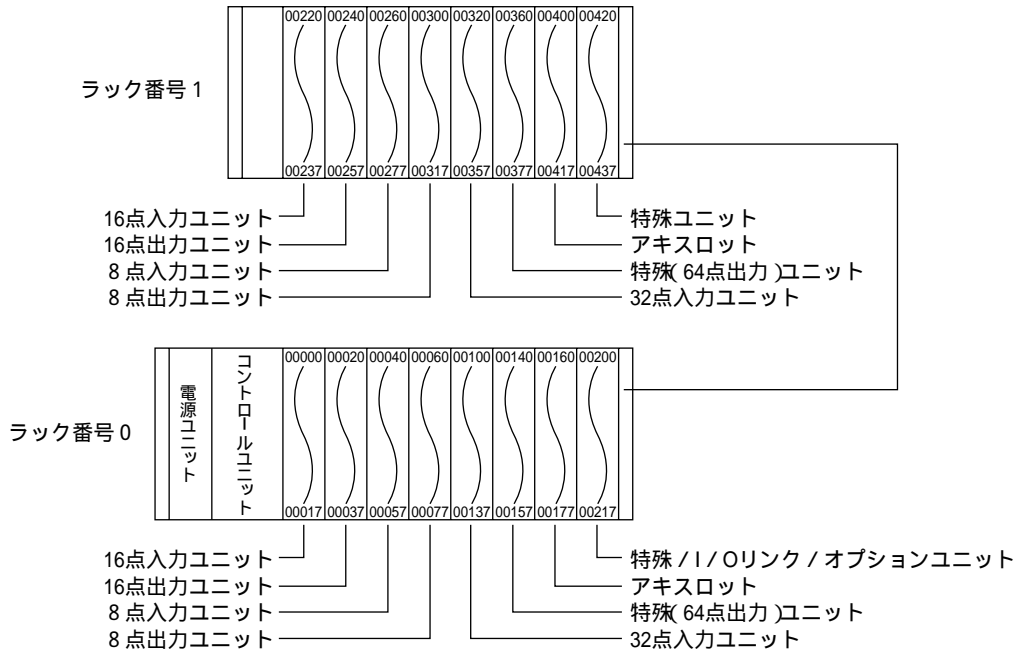 00220 00240 00260 00300 00320 00360 00400 00420
ラック番号1
00237 00257 00277 00317 00357 00377 00417 00437
16点入力ユニット
16点出力ユニット
8点入力ユニット
8点出力ユニット
特殊ユニット
アキスロット
特殊(64点出力)ユニット
32点入力ユニット
00000 00020 00040 00060 00100 00140 00160 00200
電源ユニット
コントロールユニット
ラック番号0
00017 00037 00057 00077 00137 00157 00177 00217
16点入力ユニット
16点出力ユニット
8点入力ユニット
8点出力ユニット
特殊/I/Oリンク/オプションユニット
アキスロット
特殊(64点出力)ユニット
32点入力ユニット